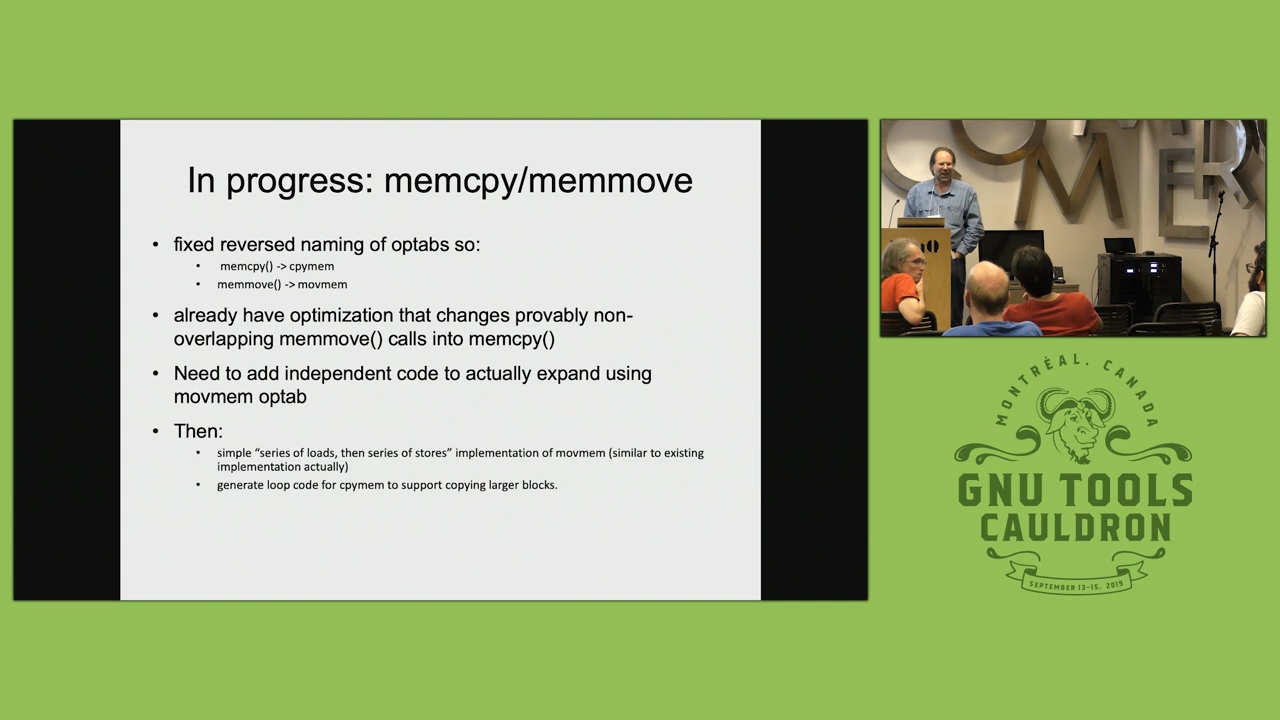 In progress: memcpy/memmove
• fixed reversed naming of optabs so:
• memcpy() -> cpymem
• memmove() -> movmem
• already have optimization that changes provably non-
overlapping memmove() calls into memcpy()
• Need to add independent code to actually expand using
movmem optab
• Then:
• simple “series of loads, then series of stores” implementation of movmem (similar to existing
implementation actually)
• generate loop code for cpymem to support copying larger blocks.
MONTRÉAL. CANADA
GNU TOOLS
CAULDRON
SEPTEMBER 13-15, 2019